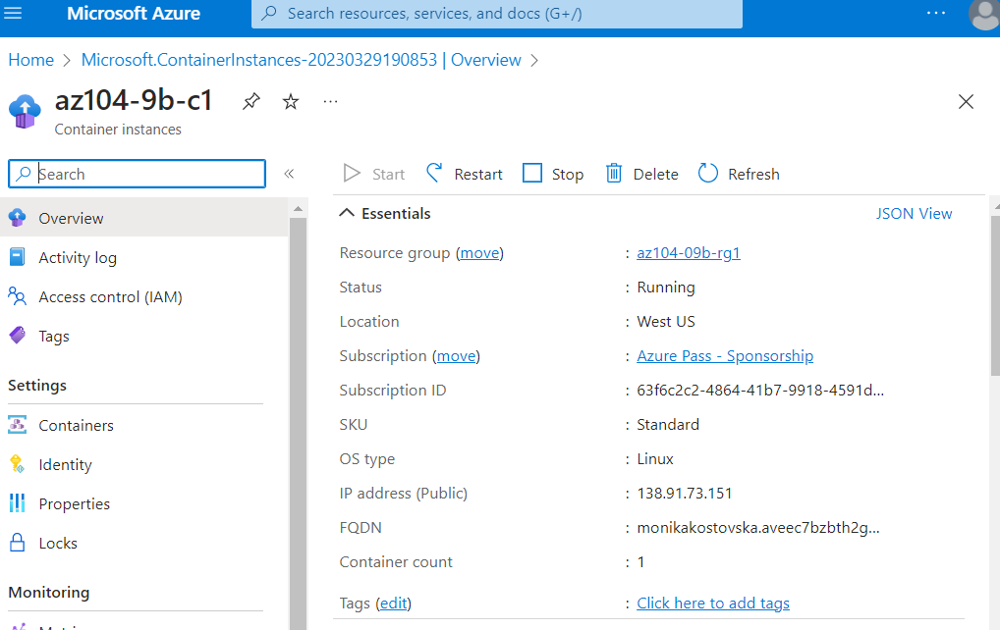 Microsoft Azure
Search resources, services, and docs (G+/)
Home > Microsoft.ContainerInstances-20230329190853 | Overview >
az104-9b-c1
Container instances
Search
Start
Restart
Stop
Delete
Refresh
Overview
Activity log
Access control (IAM)
Tags
Settings
Containers
Identity
Properties
Locks
Monitoring
Essentials
JSON View
Resource group (move) : az104-09b-rg1
Status : Running
Location : West US
Subscription (move) : Azure Pass - Sponsorship
Subscription ID : 63f6c2c2-4864-41b7-9918-4591d...
SKU : Standard
OS type : Linux
IP address (Public) : 138.91.73.151
FQDN : monikakostovska.aveec7bzbth2g...
Container count : 1
Tags (edit) : Click here to add tags